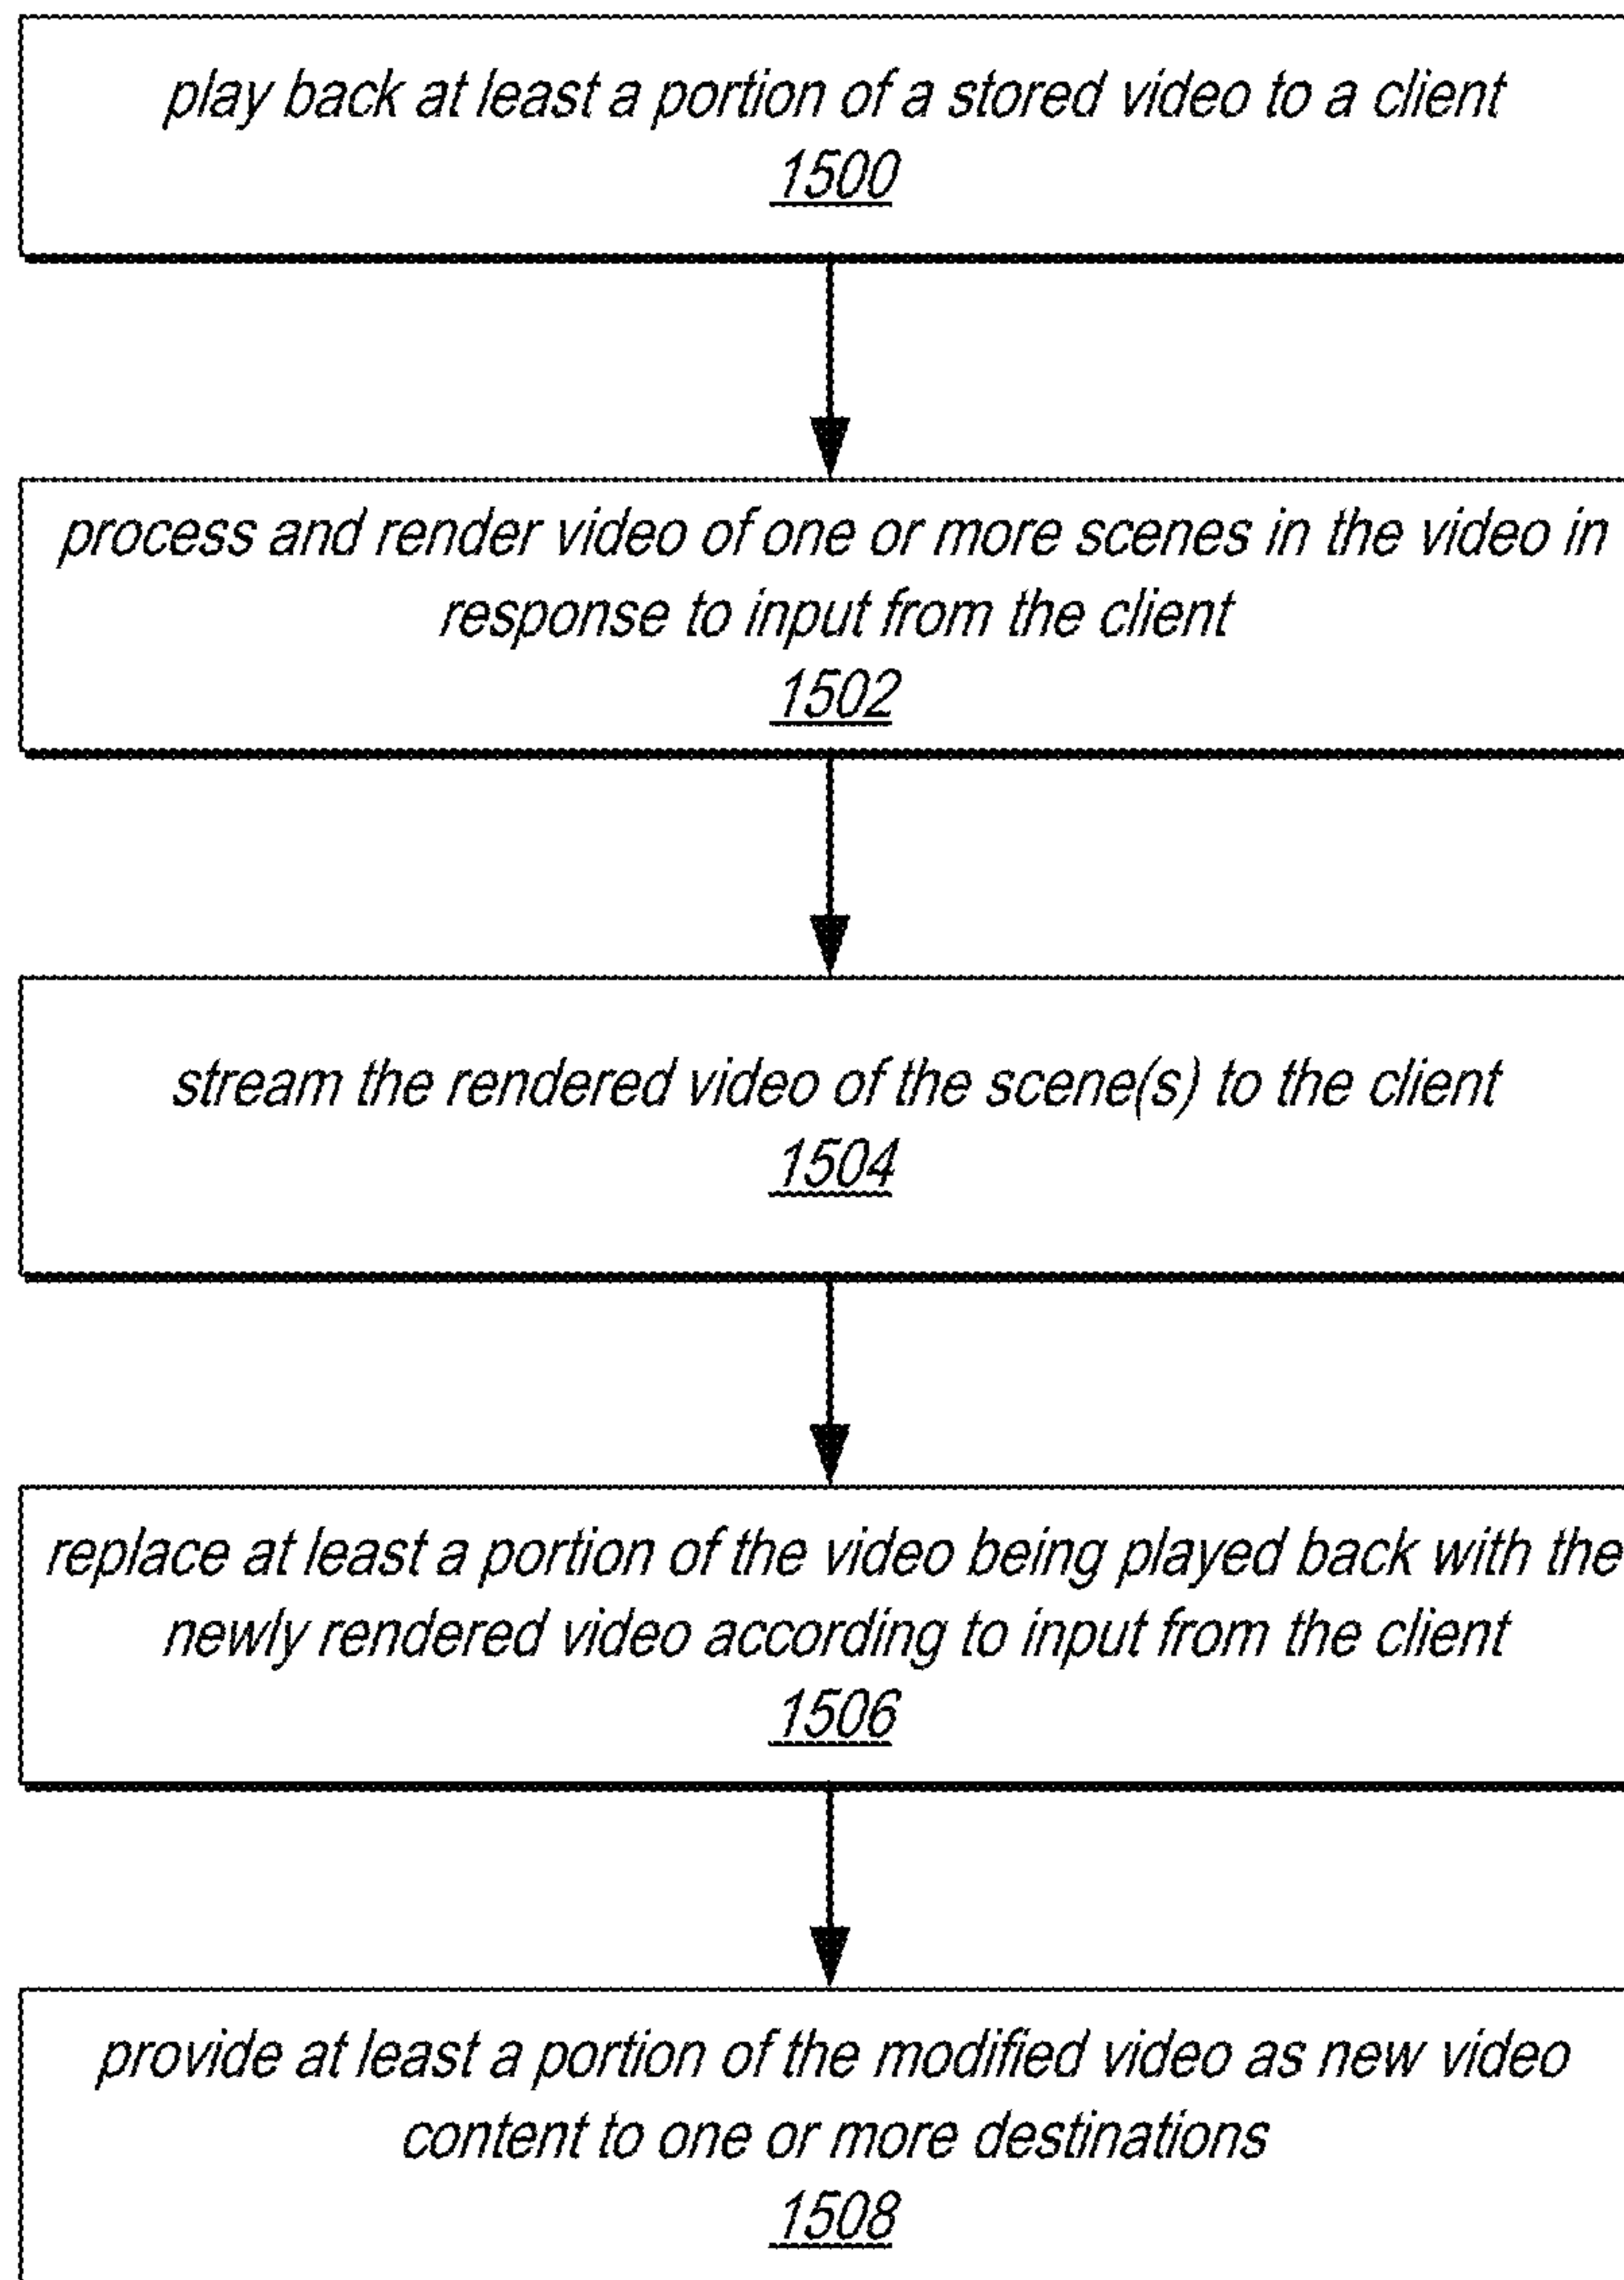 play back at least a portion of a stored video to a client
1500
process and render video of one or more scenes in the video in
response to input from the client
1502
stream the rendered video of the scene(s) to the client
1504
replace at least a portion of the video being played back with the
newly rendered video according to input from the client
1506
provide at least a portion of the modified video as new video
content to one or more destinations
1508